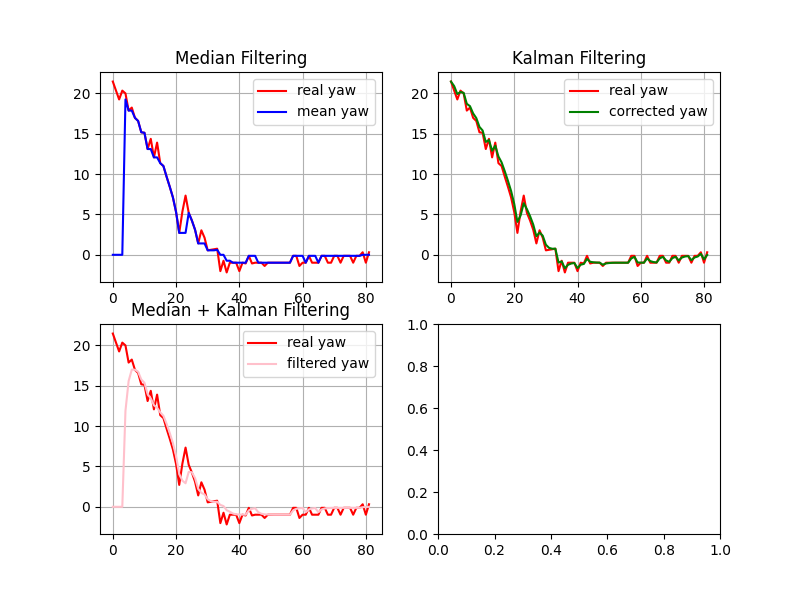 Median Filtering
Kalman Filtering
real yaw
mean yaw
real yaw
corrected yaw
20
15
10
5
0
20
15
10
5
0
0 20 40 60 80
0 20 40 60 80
Median + Kalman Filtering
real yaw
filtered yaw
20
15
10
5
0
0 20 40 60 80
1.0
0.8
0.6
0.4
0.2
0.0
0.0 0.2 0.4 0.6 0.8 1.0